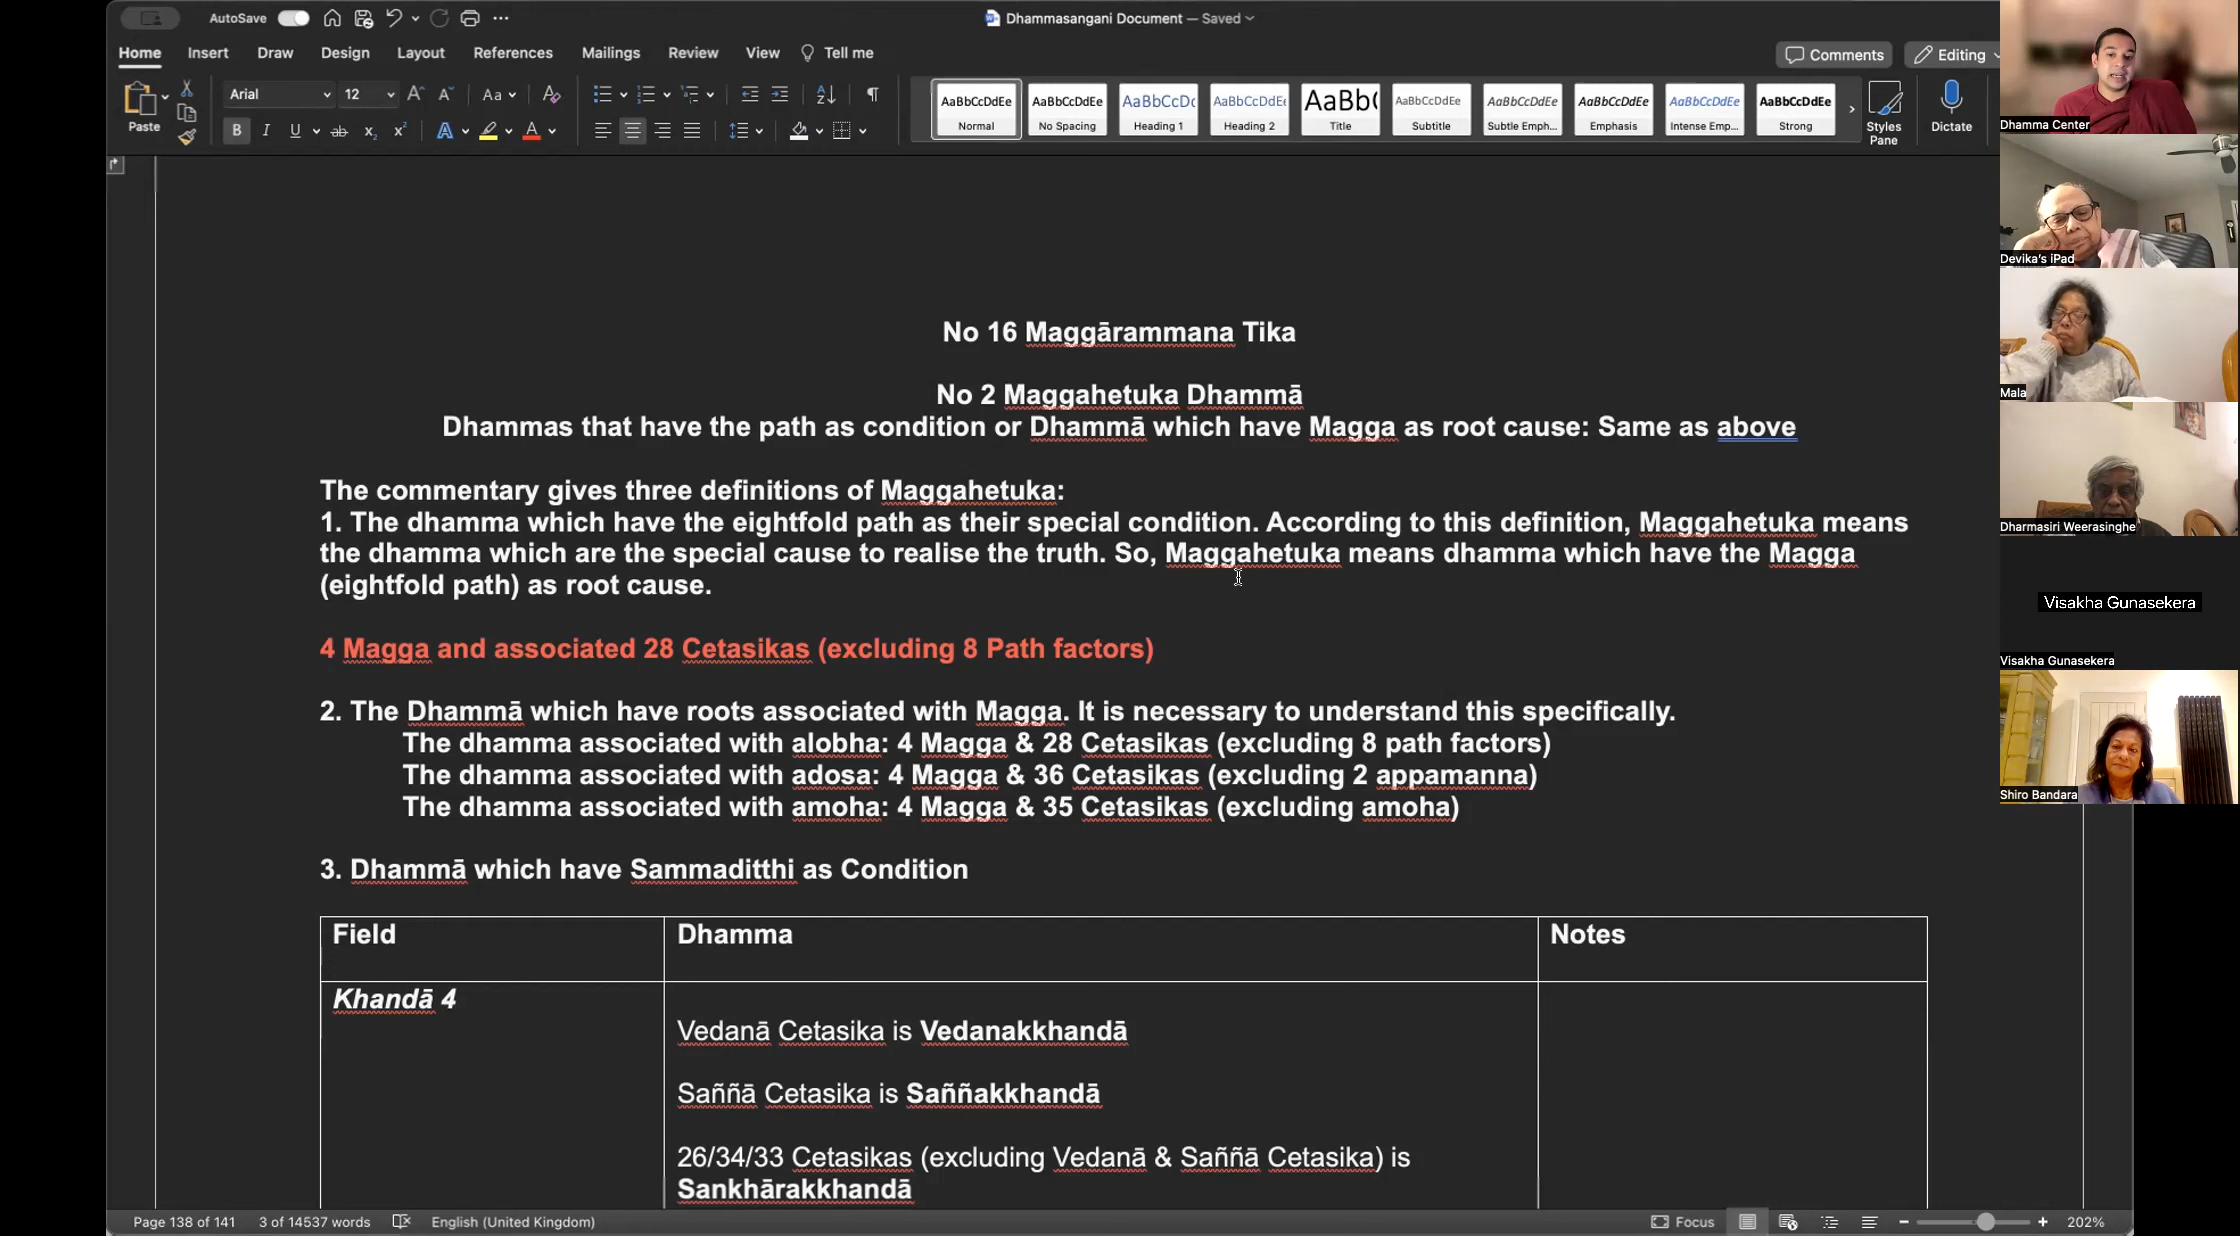 AutoSave
Dhammasangani Document — Saved
Home Insert Draw Design Layout References Mailings Review View Tell me
Comments Editing
Paste
Arial 12
AaBbCcDdEe Normal
AaBbCcDdEe No Spacing
AaBbCcDc Heading 1
AaBbCcDdEe Heading 2
AaBb( Title
AaBbCcDdEe Subtitle
AaBbCcDdEe Subtle Emph...
AaBbCcDdEe Emphasis
AaBbCcDdEe Intense Emp...
AaBbCcDdEe Strong
Styles Pane
Dictate
No 16 Maggārammana Tika
No 2 Maggahetuka Dhammā
Dhammas that have the path as condition or Dhammā which have Magga as root cause: Same as above
The commentary gives three definitions of Maggahetuka:
1. The dhamma which have the eightfold path as their special condition. According to this definition, Maggahetuka means
the dhamma which are the special cause to realise the truth. So, Maggahetuka means dhamma which have the Magga
(eightfold path) as root cause.
4 Magga and associated 28 Cetasikas (excluding 8 Path factors)
2. The Dhammā which have roots associated with Magga. It is necessary to understand this specifically.
The dhamma associated with alobha: 4 Magga & 28 Cetasikas (excluding 8 path factors)
The dhamma associated with adosa: 4 Magga & 36 Cetasikas (excluding 2 appamanna)
The dhamma associated with amoha: 4 Magga & 35 Cetasikas (excluding amoha)
3. Dhammā which have Sammaditthi as Condition
Field Dhamma Notes
Khandā 4
Vedanā Cetasika is Vedanakkhandā
Saññā Cetasika is Saññakkhandā
26/34/33 Cetasikas (excluding Vedanā & Saññā Cetasika) is
Sankhārakkhandā
Page 138 of 141 3 of 14537 words English (United Kingdom) Focus 202%
Dhamma Center
Devika's iPad
Mala
Dharmasiri Weerasinghe
Visakha Gunasekera
Visakha Gunasekera
Shiro Bandara